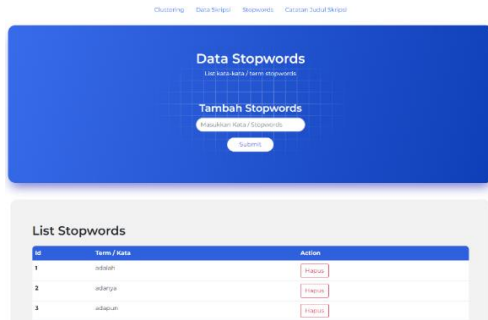 Clustering Data Skripsi Stopwords Catatan Judul Skripsi
Data Stopwords
List kata-kata / term stopwords
Tambah Stopwords
Masukkan Kata / Stopwords
Submit
List Stopwords
Id Term / Kata Action
1 adalah Hapus
2 adanya Hapus
3 adapun Hapus